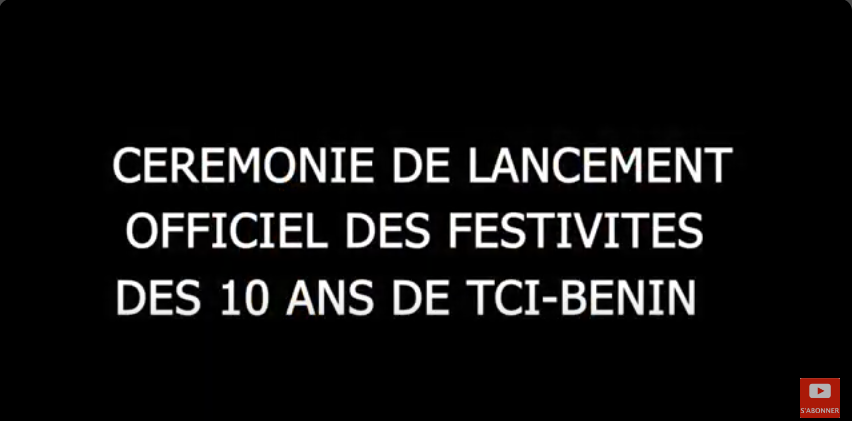 CEREMONIE DE LANCEMENT
OFFICIEL DES FESTIVITES
DES 10 ANS DE TCI-BENIN
S'ABONNER